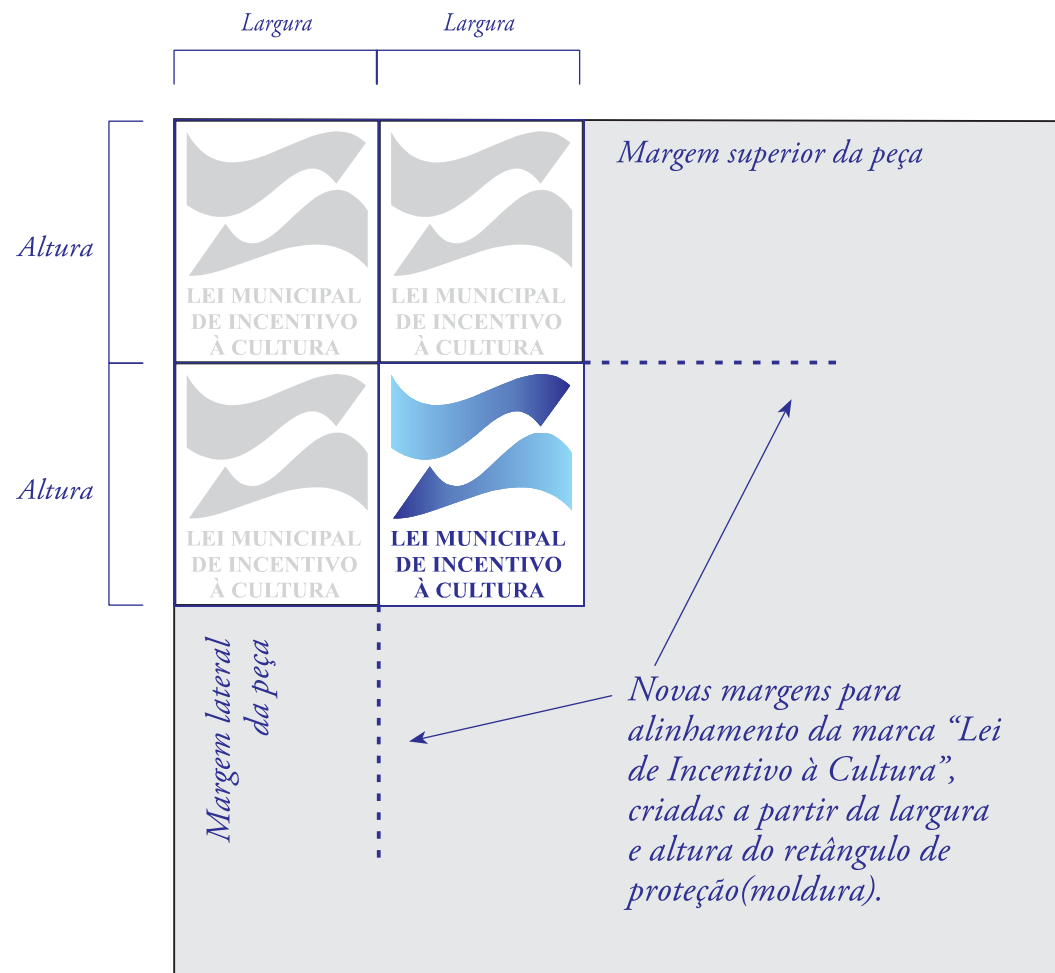 Largura
Largura
Altura
LEI MUNICIPAL
DE INCENTIVO
À CULTURA
LEI MUNICIPAL
DE INCENTIVO
À CULTURA
Margem superior da peça
Altura
LEI MUNICIPAL
DE INCENTIVO
À CULTURA
LEI MUNICIPAL
DE INCENTIVO
À CULTURA
Margem lateral
da peça
Novas margens para
alinhamento da marca “Lei
de Incentivo à Cultura”,
criadas a partir da largura
e altura do retângulo de
proteção(moldura).